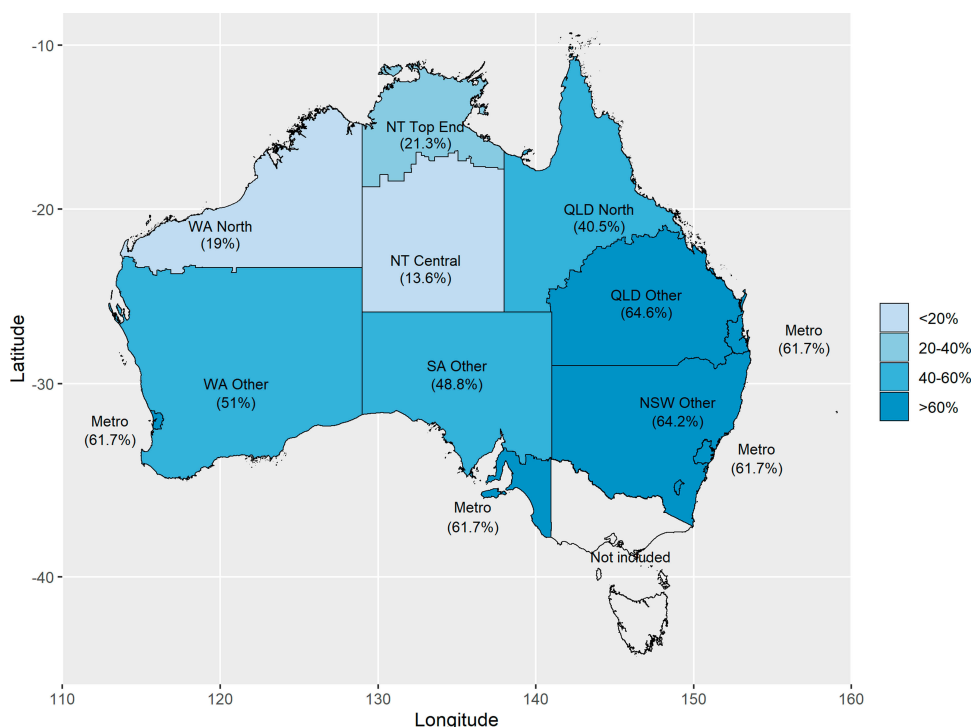 -10
NT Top End
(21.3%)
-20
WA North
(19%)
QLD North
(40.5%)
NT Central
(13.6%)
QLD Other
(64.6%)
<20%
20-40%
40-60%
>60%
Metro
(61.7%)
Latitude
-30
SA Other
(48.8%)
WA Other
(51%)
NSW Other
(64.2%)
Metro
(61.7%)
Metro
(61.7%)
Metro
(61.7%)
Not included
-40
110
120
130
140
150
160
Longitude